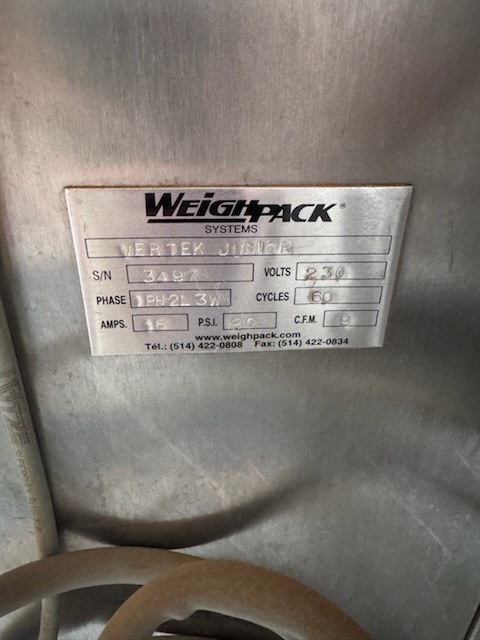 WEIGHPACK®
SYSTEMS
VERTEK JUNIOR
S/N 3497 VOLTS 230
PHASE 1PH2L3W CYCLES 60
AMPS. 16 P.S.I. 80 C.F.M.
www.weighpack.com
Tél.: (514) 422-0808 Fax: (514) 422-0834